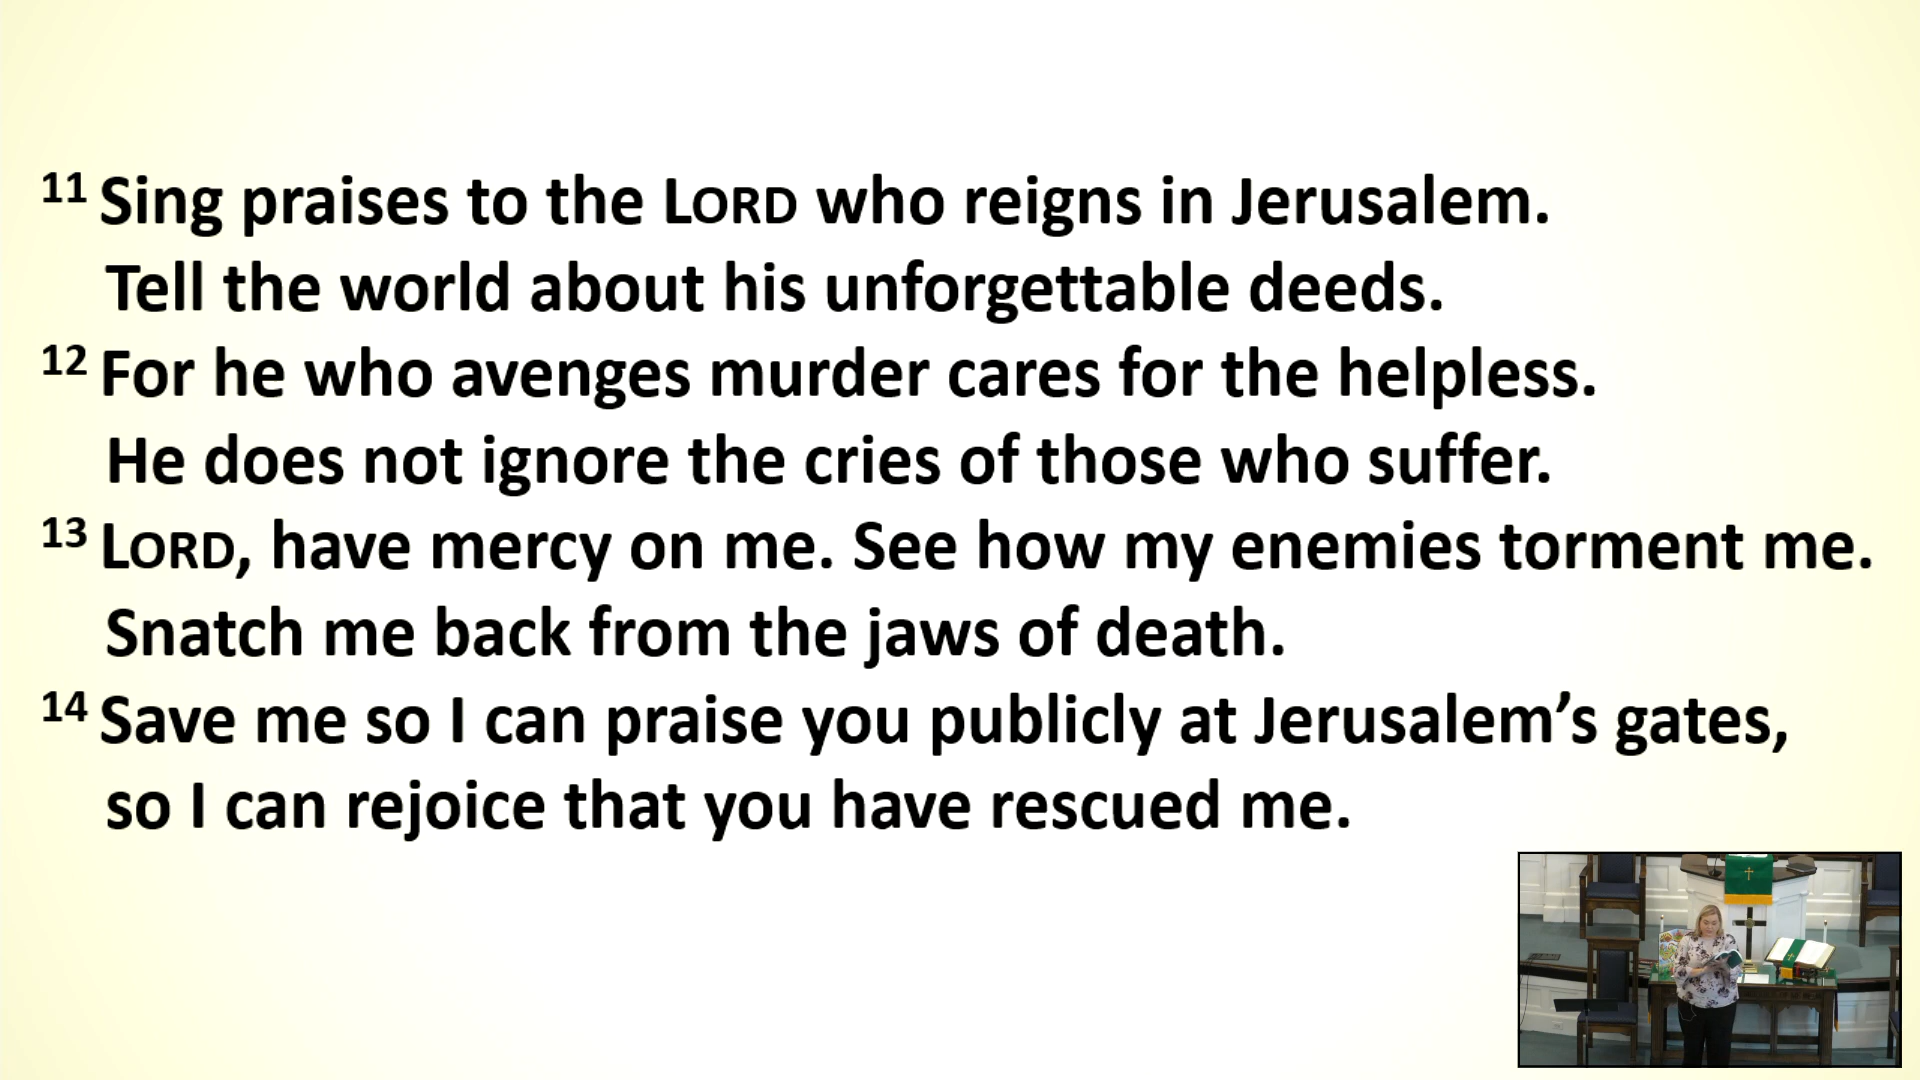 11 Sing praises to the LORD who reigns in Jerusalem.
Tell the world about his unforgettable deeds.
12 For he who avenges murder cares for the helpless.
He does not ignore the cries of those who suffer.
13 LORD, have mercy on me. See how my enemies torment me.
Snatch me back from the jaws of death.
14 Save me so I can praise you publicly at Jerusalem’s gates,
so I can rejoice that you have rescued me.